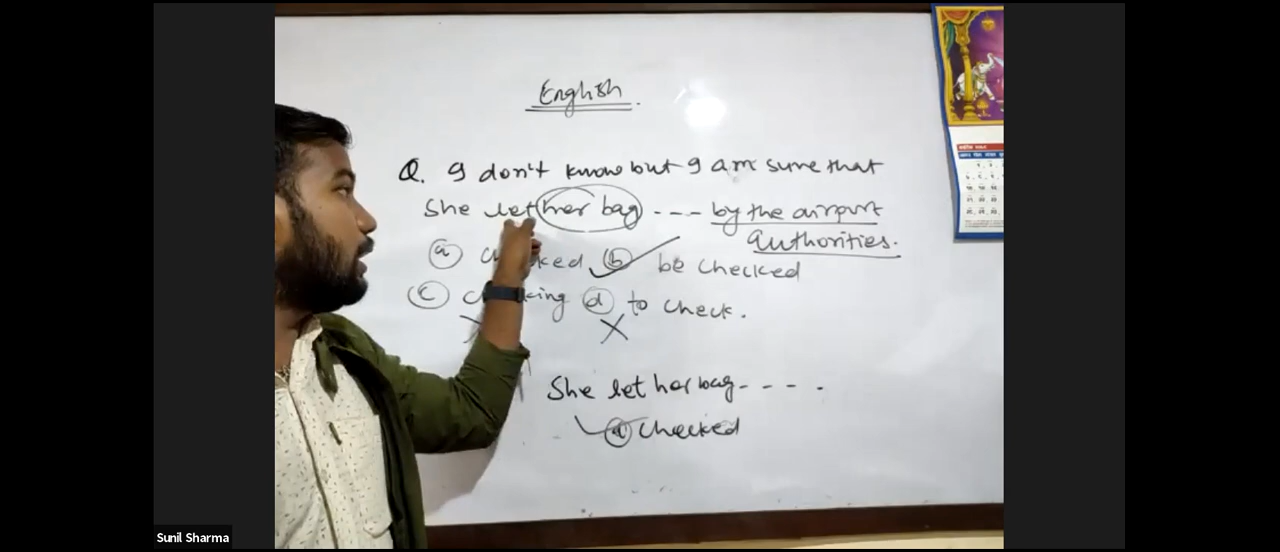 English.
Q. I don't know but I am sure that
She let her bag --- by the airport
authorities.
(a) checked (b) be checked
(c) checking (d) to check.
She let her bag ---- .
(a) checked
Sunil Sharma